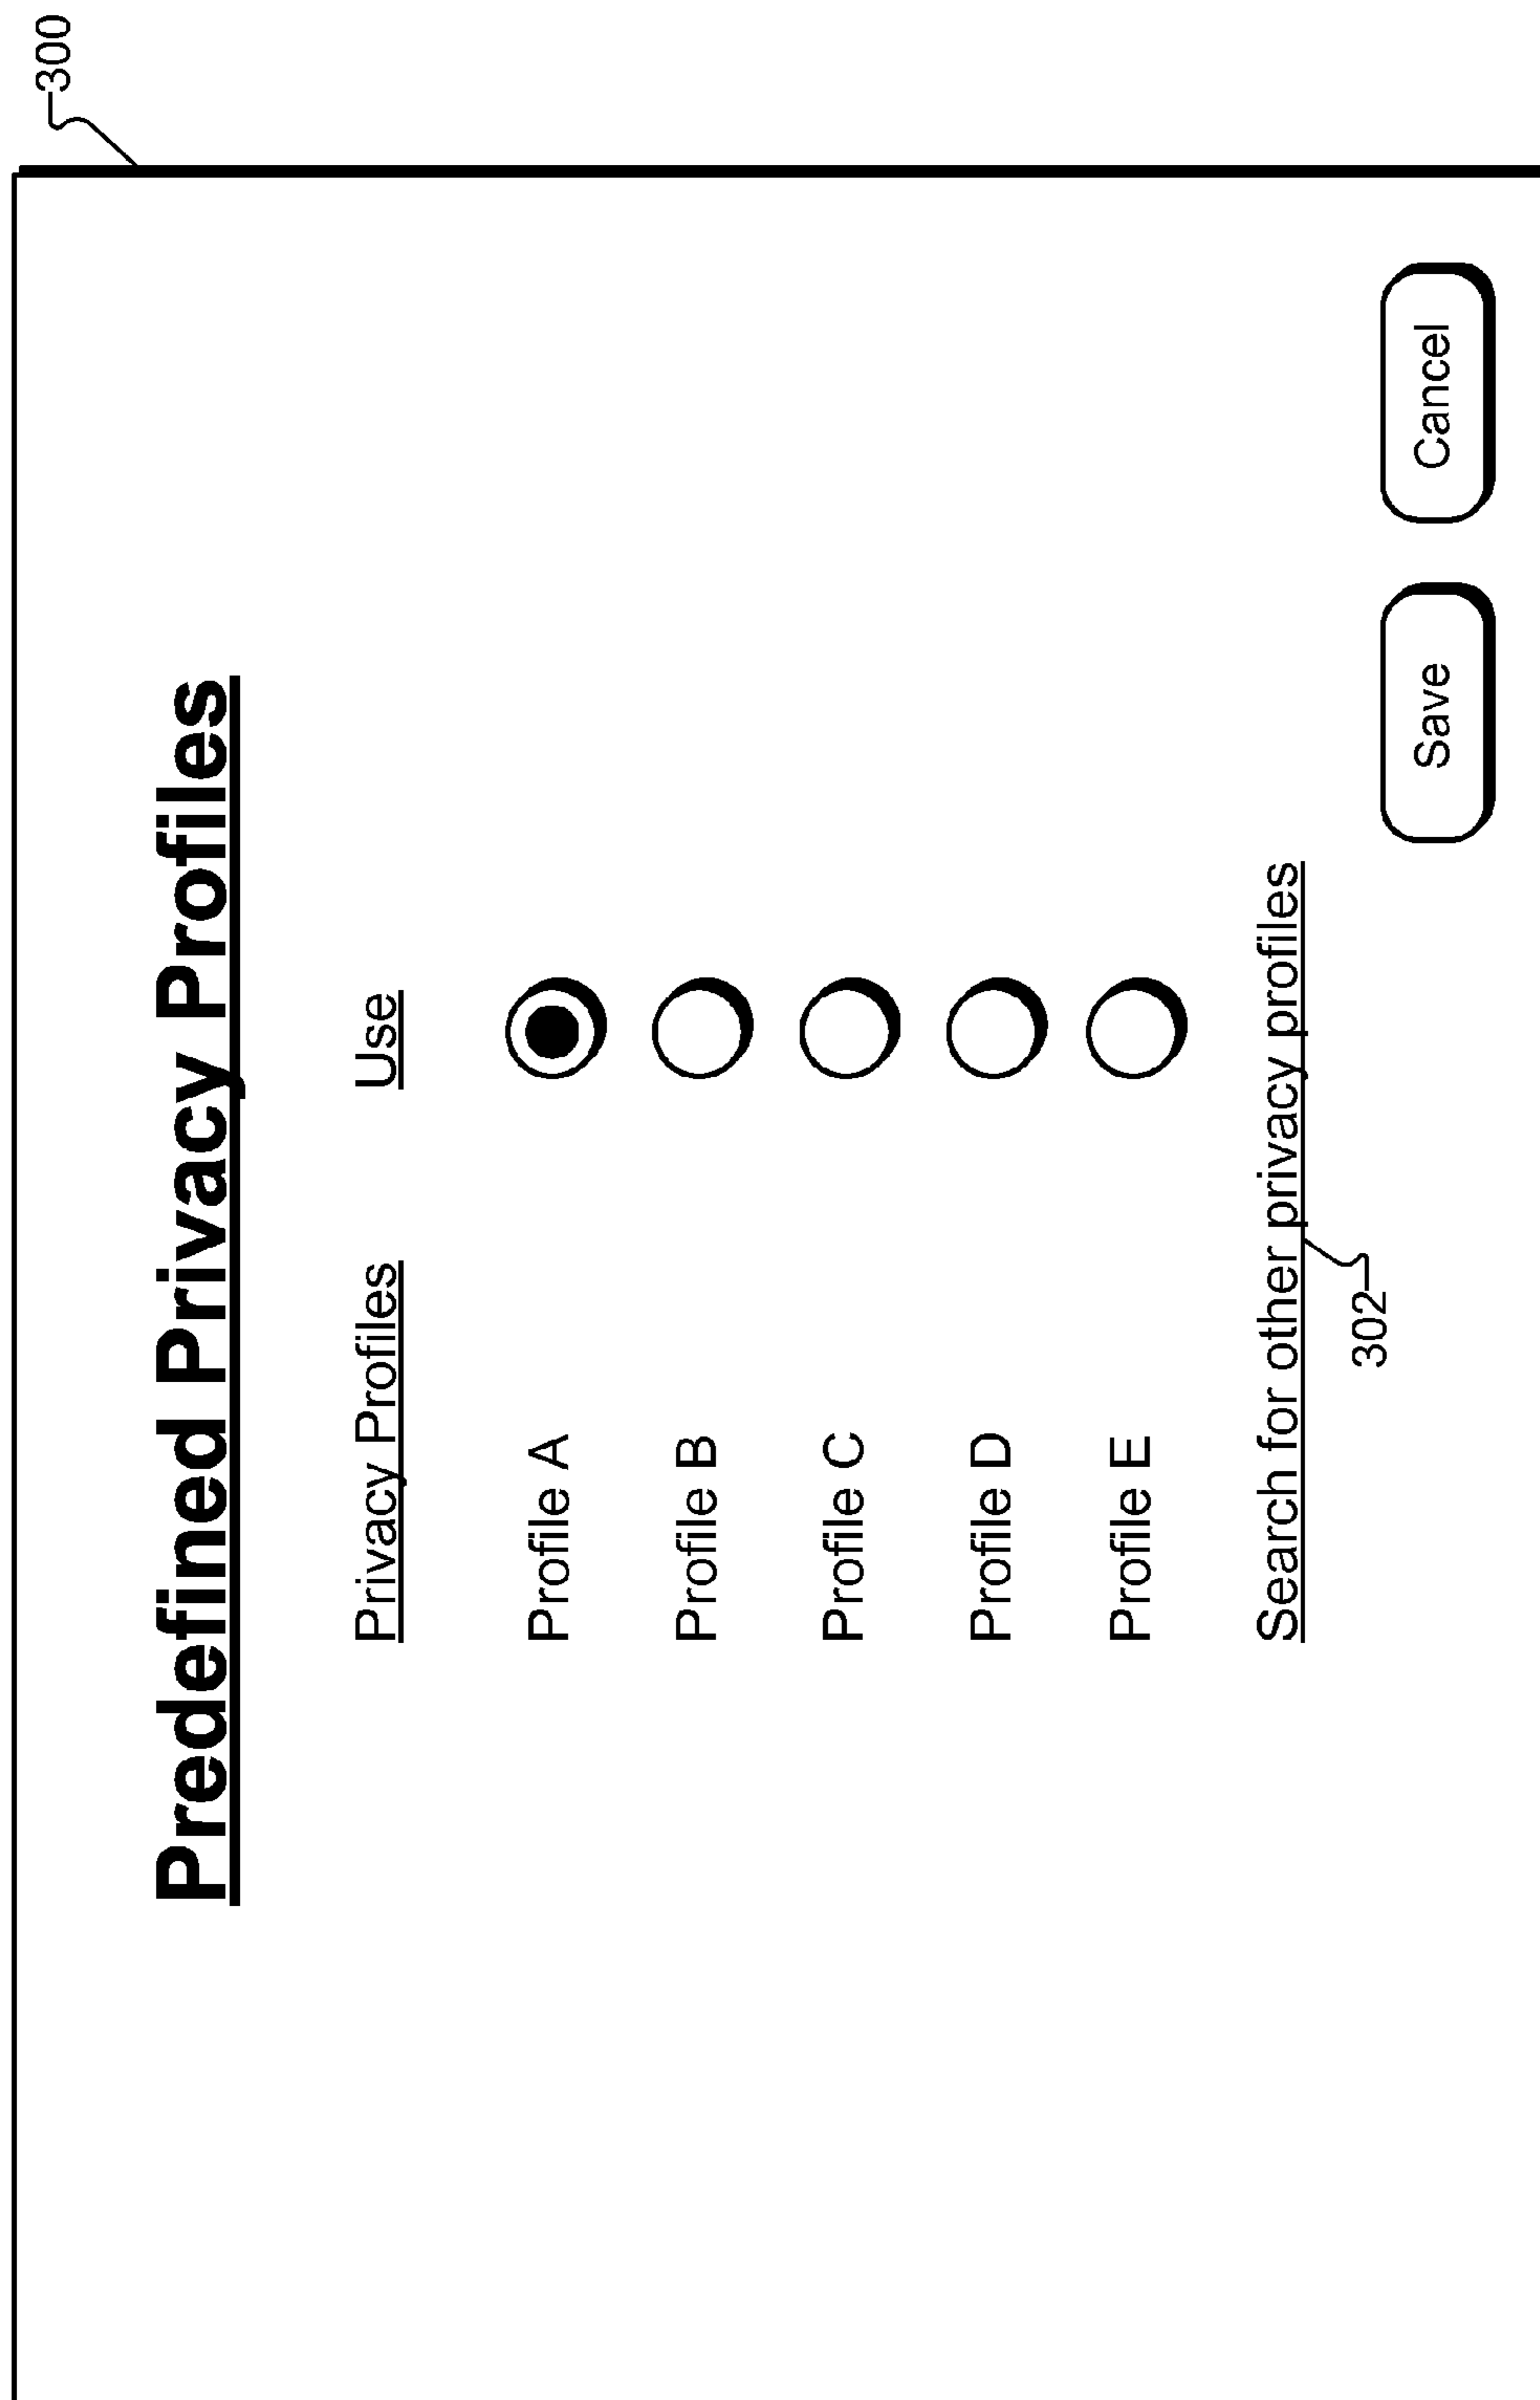 300
Predefined Privacy Profiles
Privacy Profiles Use
Profile A
Profile B
Profile C
Profile D
Profile E
Search for other privacy profiles
302
Save Cancel